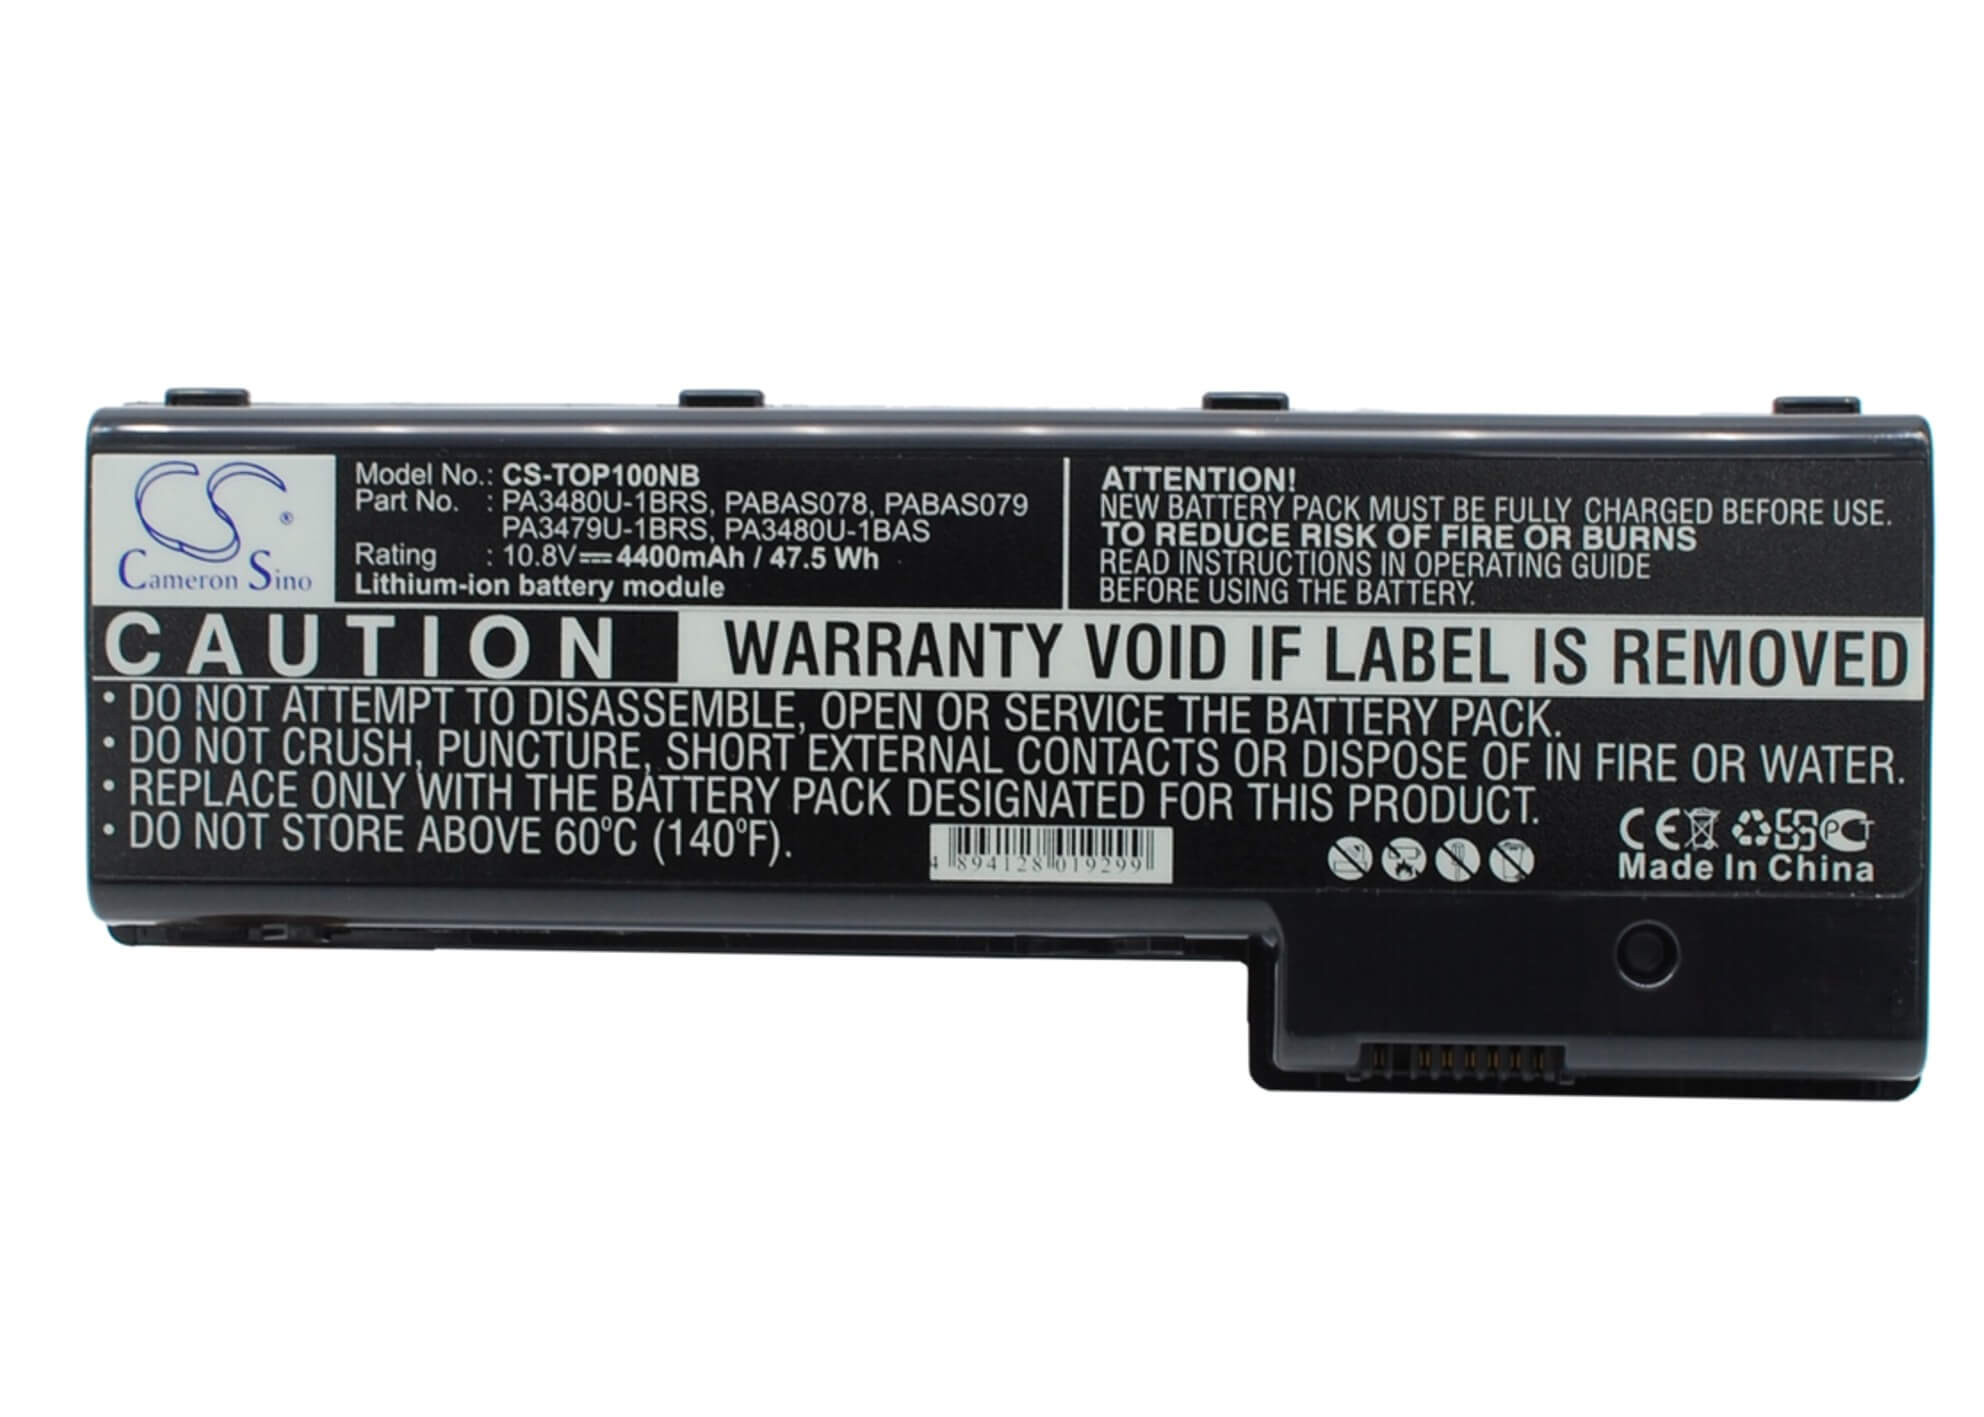 CS®
Cameron Sino
Model No.: CS-TOP100NB
Part No. : PA3480U-1BRS, PABAS078, PABAS079
PA3479U-1BRS, PA3480U-1BAS
Rating : 10.8V⎓4400mAh / 47.5 Wh
Lithium-ion battery module
ATTENTION!
NEW BATTERY PACK MUST BE FULLY CHARGED BEFORE USE.
TO REDUCE RISK OF FIRE OR BURNS
READ INSTRUCTIONS IN OPERATING GUIDE
BEFORE USING THE BATTERY.
CAUTION
WARRANTY VOID IF LABEL IS REMOVED
• DO NOT ATTEMPT TO DISASSEMBLE, OPEN OR SERVICE THE BATTERY PACK.
• DO NOT CRUSH, PUNCTURE, SHORT EXTERNAL CONTACTS OR DISPOSE OF IN FIRE OR WATER.
• REPLACE ONLY WITH THE BATTERY PACK DESIGNATED FOR THIS PRODUCT.
• DO NOT STORE ABOVE 60°C (140°F).
4 894128 019299
CE PCT
Made In China